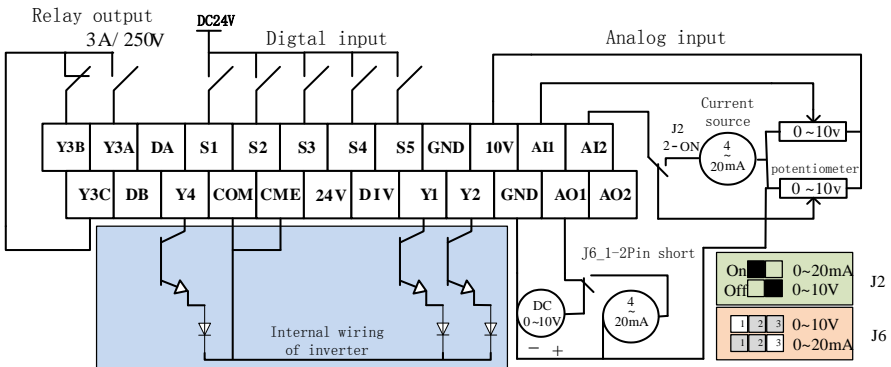 Relay output
3A/ 250V
DC24V
Digtal input
Analog input
Y3B Y3A DA S1 S2 S3 S4 S5 GND 10V AI1 AI2
Y3C DB Y4 COM CME 24V DIV Y1 Y2 GND AO1 AO2
J2
2-ON
Current
source
4
~
20mA
0~10v
potentiometer
0~10v
J6_1-2Pin short
DC
0~10V
- +
4
~
20mA
Internal wiring
of inverter
On 0~20mA
Off 0~10V
J2
1 2 3 0~10V
1 2 3 0~20mA
J6